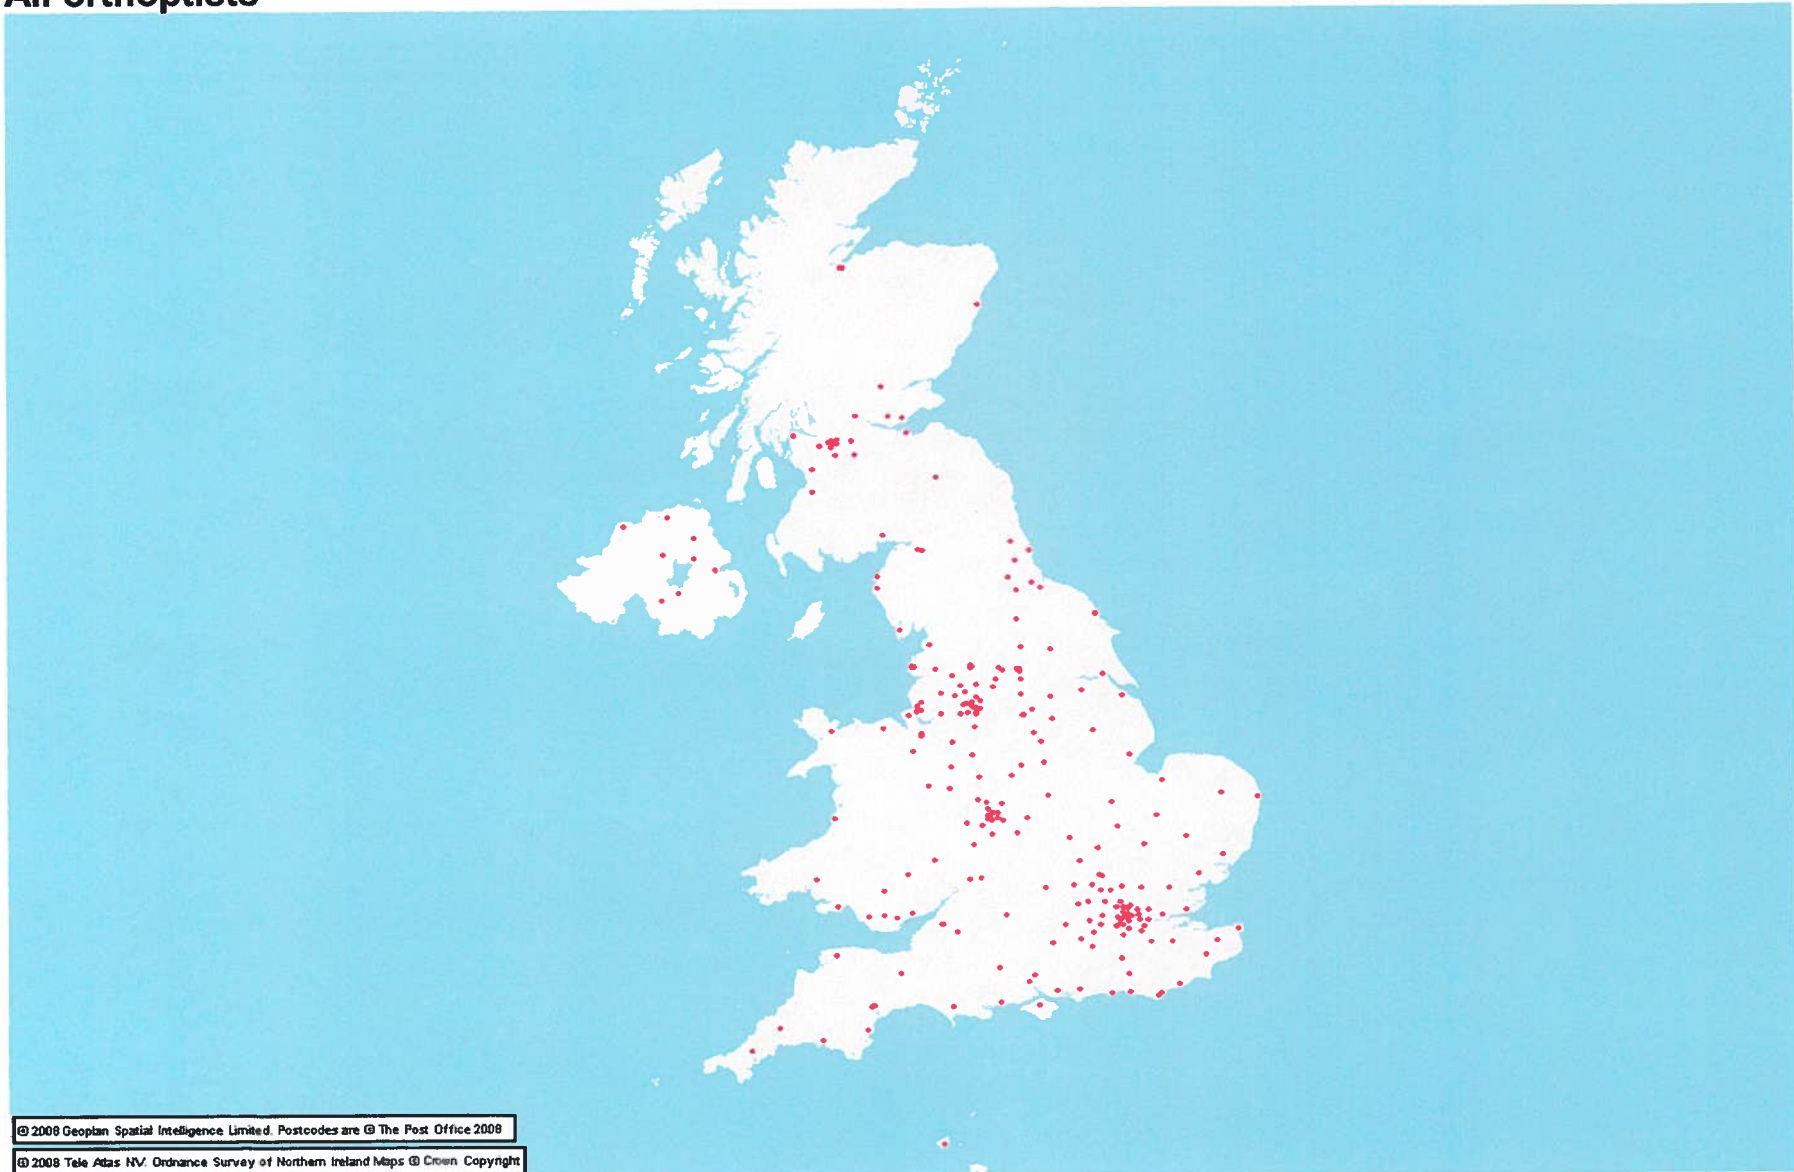 All orthoptists
© 2008 Geoplan Spatial Intelligence Limited. Postcodes are © The Post Office 2008
© 2008 Tele Atlas NV. Ordnance Survey of Northern Ireland Maps © Crown Copyright